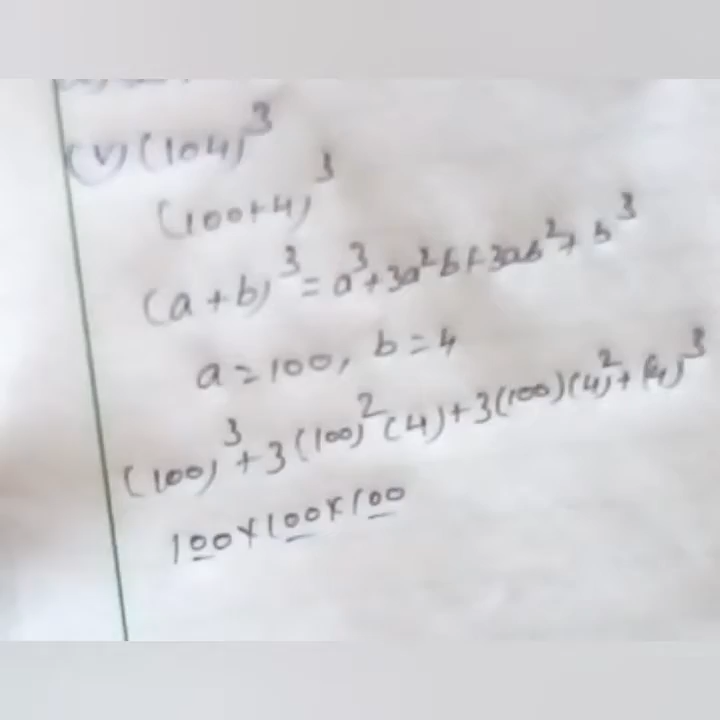 (v) (104)³
(100+4)³
(a+b)³ = a³+3a²b+3ab²+b³
a=100, b=4
(100)³+3(100)²(4)+3(100)(4)²+(4)³
100×100×100